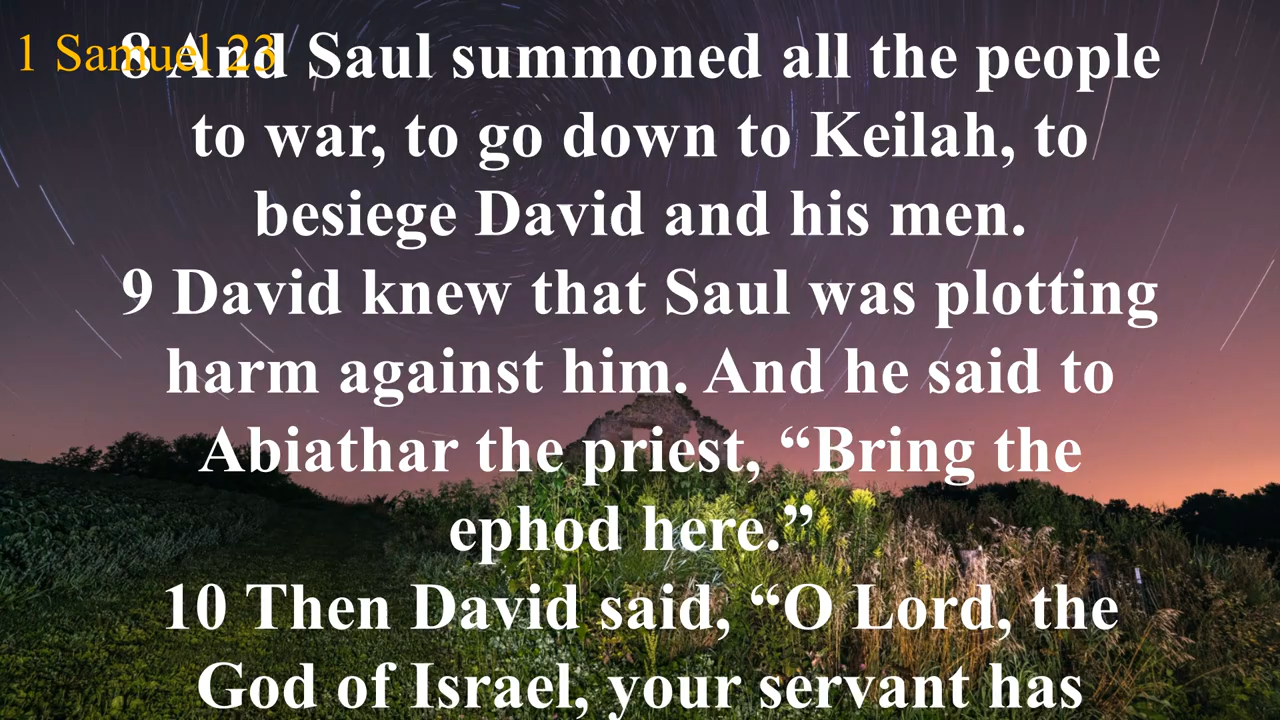 1 Samuel 23
8 And Saul summoned all the people
to war, to go down to Keilah, to
besiege David and his men.
9 David knew that Saul was plotting
harm against him. And he said to
Abiathar the priest, “Bring the
ephod here.”
10 Then David said, “O Lord, the
God of Israel, your servant has